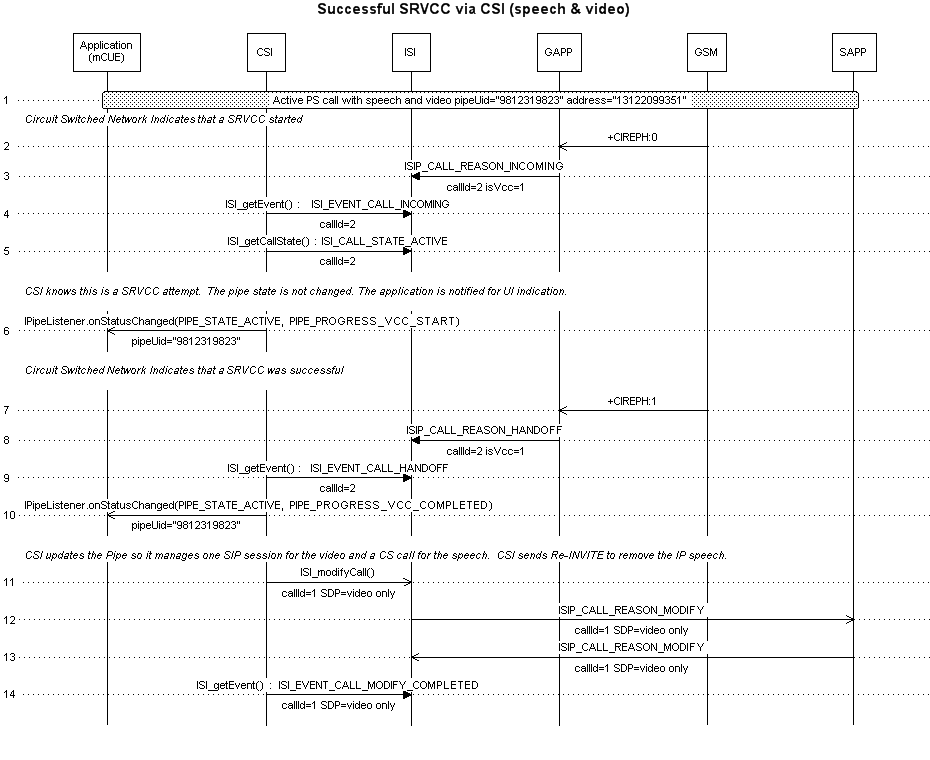 Successful SRVCC via CSI (speech & video)
Application
(mCUE)
CSI
ISI
GAPP
GSM
SAPP
1
Active PS call with speech and video pipeUid="9812319823" address="13122099351"
Circuit Switched Network Indicates that a SRVCC started
2
+CIREPH:0
3
ISIP_CALL_REASON_INCOMING
callId=2 isVcc=1
4
ISI_getEvent() : ISI_EVENT_CALL_INCOMING
callId=2
5
ISI_getCallState() : ISI_CALL_STATE_ACTIVE
callId=2
CSI knows this is a SRVCC attempt. The pipe state is not changed. The application is notified for UI indication.
6
IPipeListener.onStatusChanged(PIPE_STATE_ACTIVE, PIPE_PROGRESS_VCC_START)
pipeUid="9812319823"
Circuit Switched Network Indicates that a SRVCC was successful
7
+CIREPH:1
8
ISIP_CALL_REASON_HANDOFF
callId=2 isVcc=1
9
ISI_getEvent() : ISI_EVENT_CALL_HANDOFF
callId=2
10
IPipeListener.onStatusChanged(PIPE_STATE_ACTIVE, PIPE_PROGRESS_VCC_COMPLETED)
pipeUid="9812319823"
CSI updates the Pipe so it manages one SIP session for the video and a CS call for the speech. CSI sends Re-INVITE to remove the IP speech.
11
ISI_modifyCall()
callId=1 SDP=video only
12
ISIP_CALL_REASON_MODIFY
callId=1 SDP=video only
13
ISIP_CALL_REASON_MODIFY
callId=1 SDP=video only
14
ISI_getEvent() : ISI_EVENT_CALL_MODIFY_COMPLETED
callId=1 SDP=video only